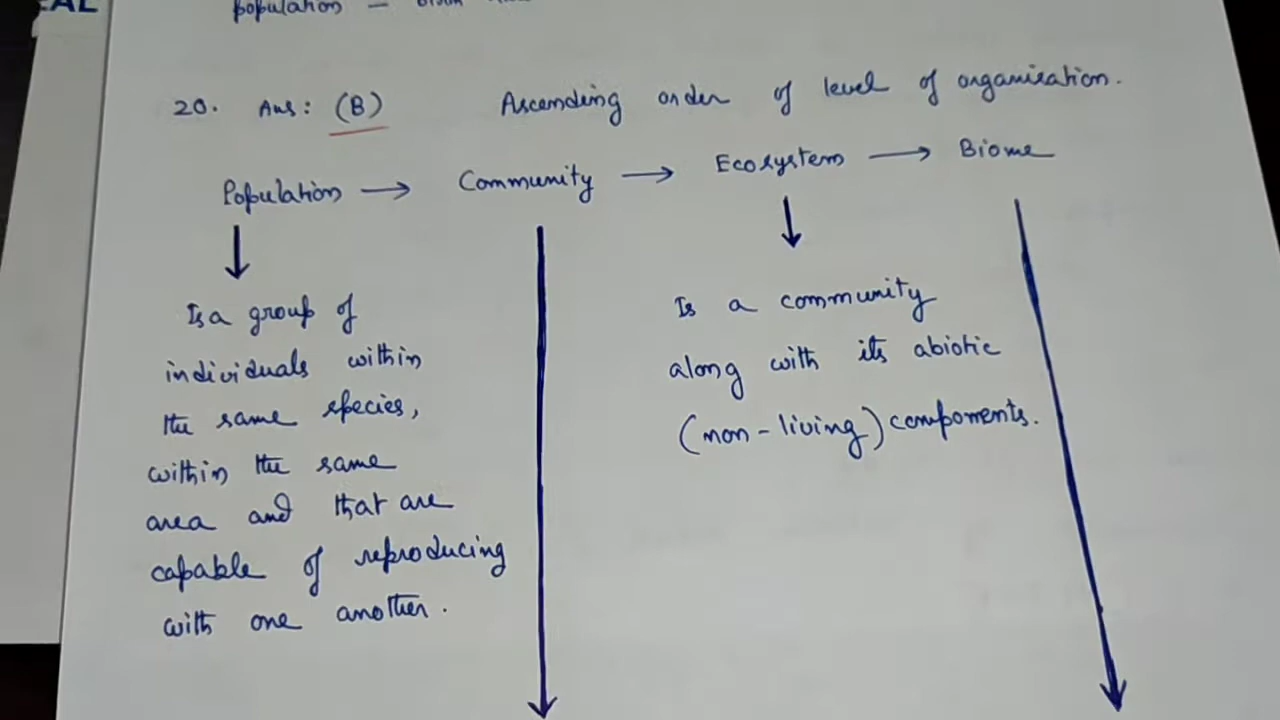 EAL
population –
20. Ans: (B) Ascending order of level of organisation.
Population → Community → Ecosystem → Biome
Is a group of
individuals within
the same species,
within the same
area and that are
capable of reproducing
with one another.
Is a community
along with its abiotic
(non-living) components.